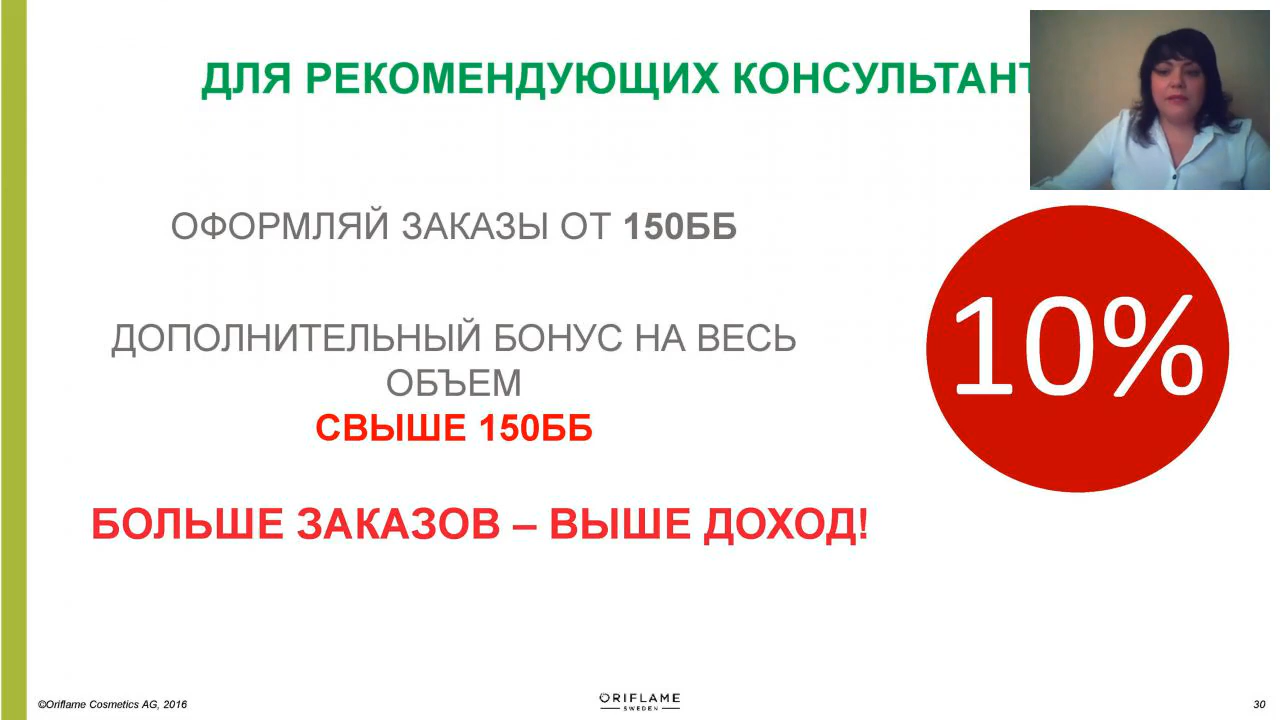 ДЛЯ РЕКОМЕНДУЮЩИХ
ОФОРМЛЯЙ ЗАКАЗЫ ОТ 150ББ
10%
ДОПОЛНИТЕЛЬНЫЙ БОНУС НА ВЕСЬ
ОБЪЕМ
СВЫШЕ 150ББ
БОЛЬШЕ ЗАКАЗОВ – ВЫШЕ ДОХОД!
©Oriflame Cosmetics AG, 2016
ORIFLAME
SWEDEN
30